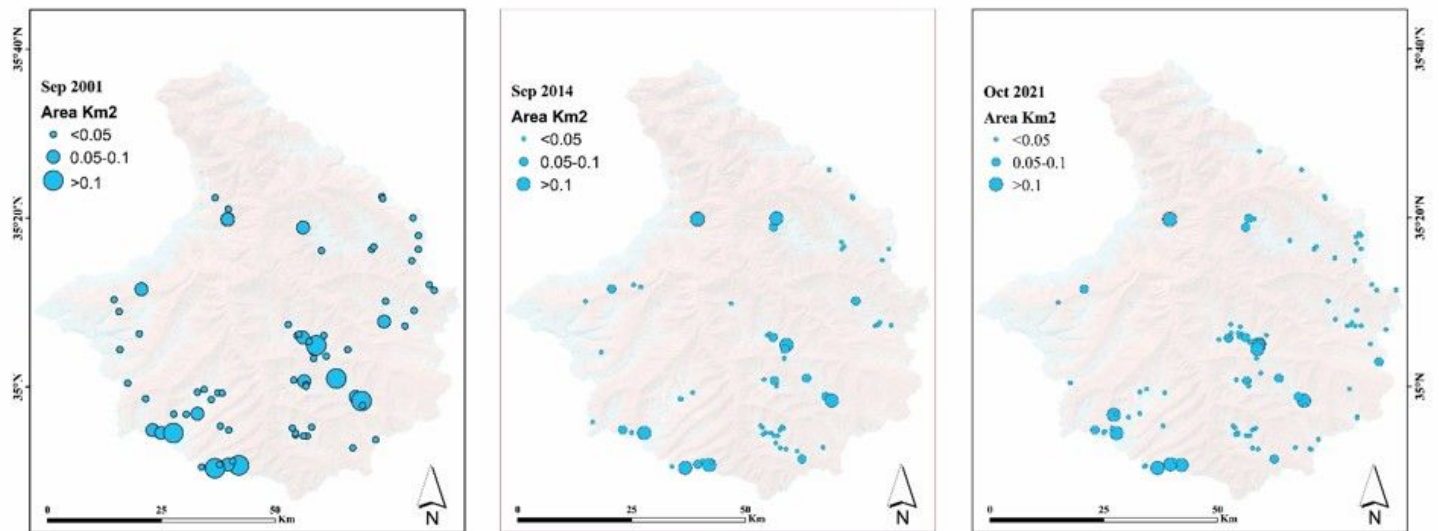 Sep 2001
Area Km2
<0.05
0.05-0.1
>0.1
35°40'N
35°20'N
35°N
0 25 50
Km
N
Sep 2014
Area Km2
<0.05
0.05-0.1
>0.1
0 25 50
Km
N
Oct 2021
Area Km2
<0.05
0.05-0.1
>0.1
35°40'N
35°20'N
35°N
0 25 50
Km
N